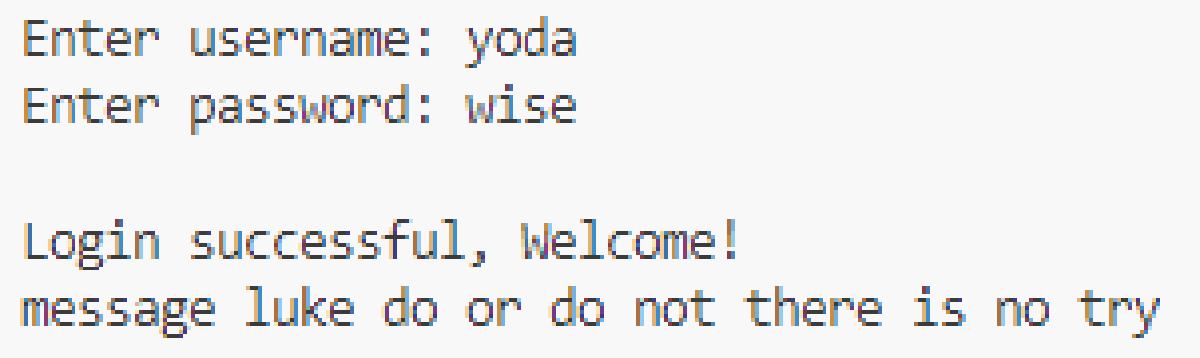 Enter username: yoda
Enter password: wise
Login successful, Welcome!
message luke do or do not there is no try